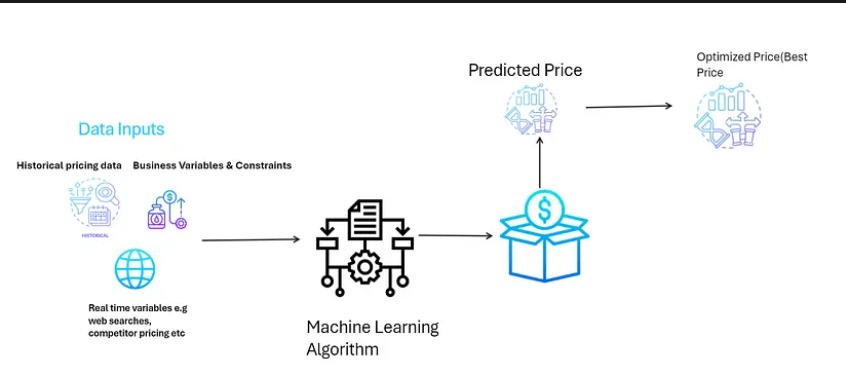 Data Inputs
Historical pricing data
Business Variables & Constraints
HISTORICAL
Real time variables e.g
web searches,
competitor pricing etc
Machine Learning
Algorithm
$
$
Predicted Price
Optimized Price(Best
Price